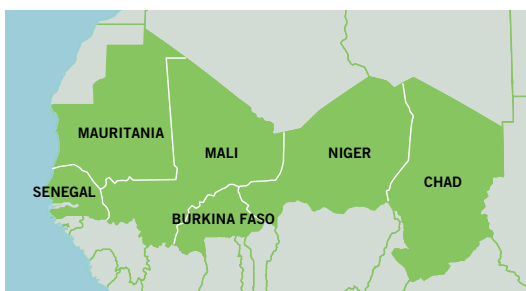 MAURITANIA
MALI
NIGER
CHAD
SENEGAL
BURKINA FASO